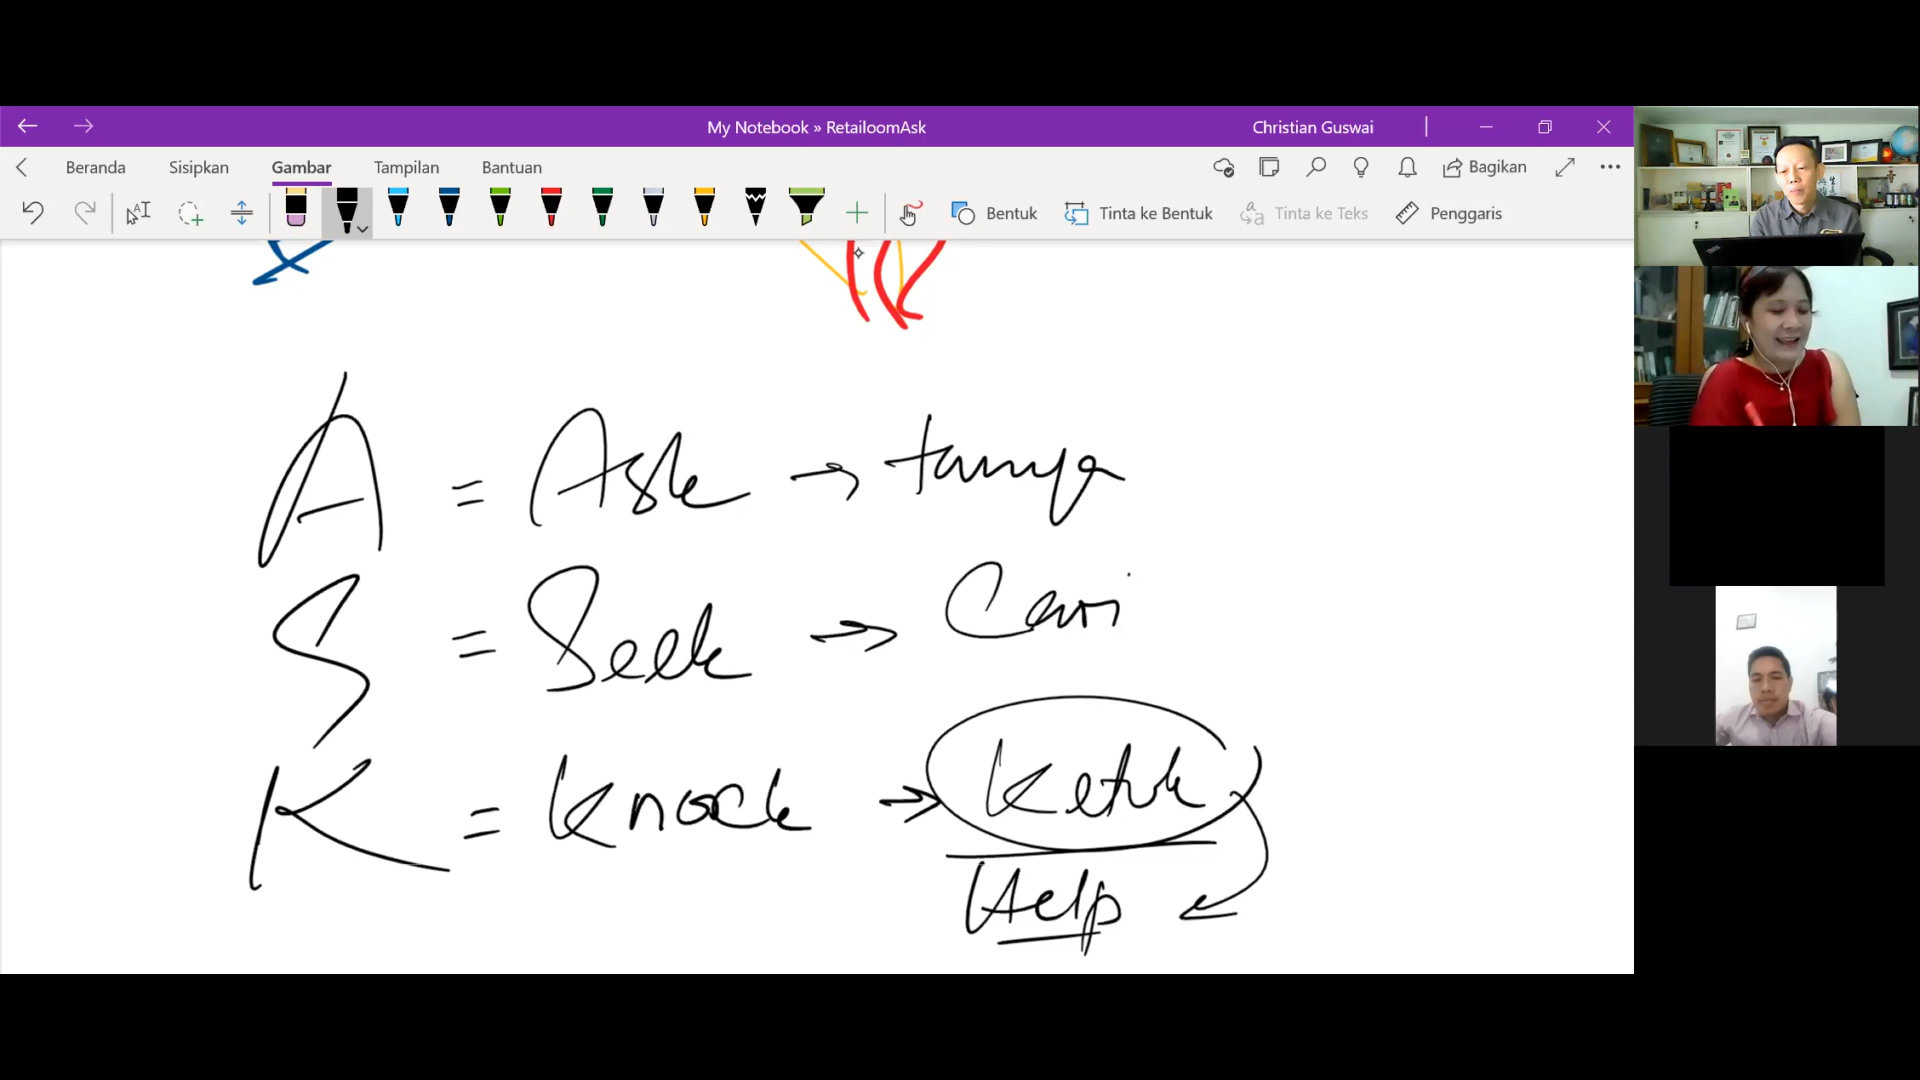 My Notebook » RetailoomAsk
Christian Guswai
Beranda Sisipkan Gambar Tampilan Bantuan
Bagikan
Bentuk Tinta ke Bentuk Tinta ke Teks Penggaris
A = Ask → tanya
S = Seek → Cari
K = Knock → Ketuk
Help